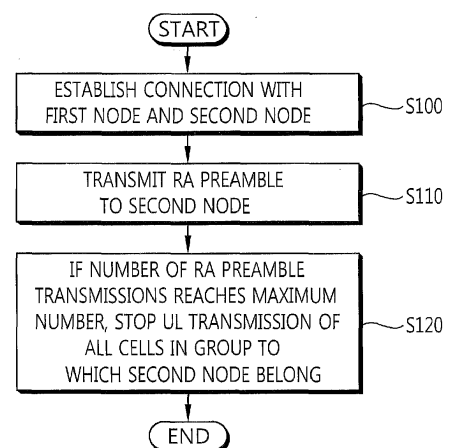 START
ESTABLISH CONNECTION WITH
FIRST NODE AND SECOND NODE
S100
TRANSMIT RA PREAMBLE
TO SECOND NODE
S110
IF NUMBER OF RA PREAMBLE
TRANSMISSIONS REACHES MAXIMUM
NUMBER, STOP UL TRANSMISSION OF
ALL CELLS IN GROUP TO
WHICH SECOND NODE BELONG
S120
END